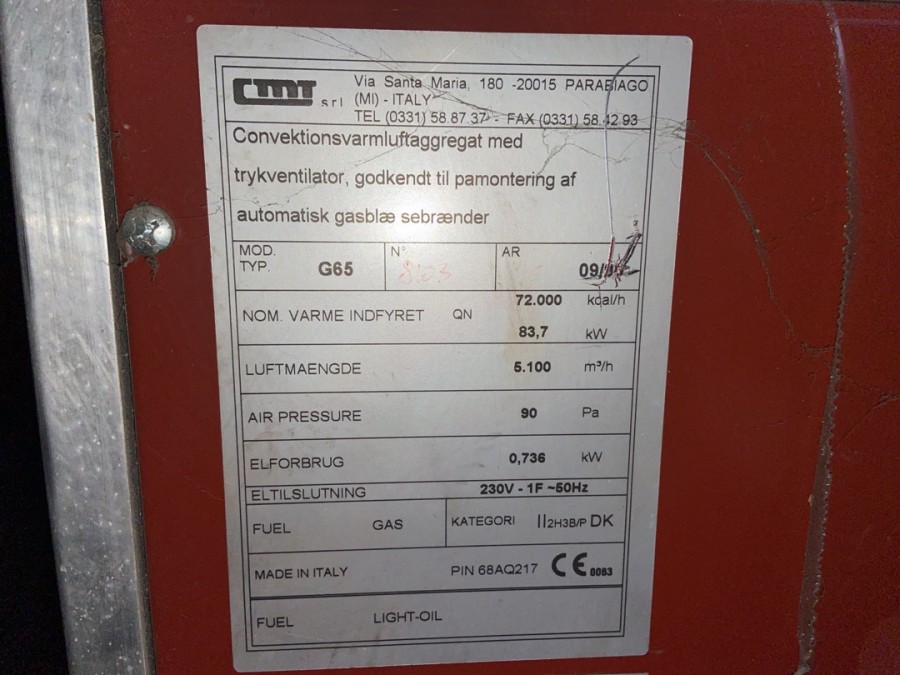 CMT srl Via Santa Maria, 180 -20015 PARABIAGO
(MI) - ITALY
TEL (0331) 58.87.37 - FAX (0331) 58.42.93
Convektionsvarmluftaggregat med
trykventilator, godkendt til pamontering af
automatisk gasblæ sebrænder
MOD. TYP. G65 N° AR 09/
NOM. VARME INDFYRET QN 72.000 kcal/h
83,7 kW
LUFTMAENGDE 5.100 m³/h
AIR PRESSURE 90 Pa
ELFORBRUG 0,736 kW
ELTILSLUTNING 230V - 1F ~50Hz
FUEL GAS KATEGORI II2H3B/P DK
MADE IN ITALY PIN 68AQ217 CE 0063
FUEL LIGHT-OIL